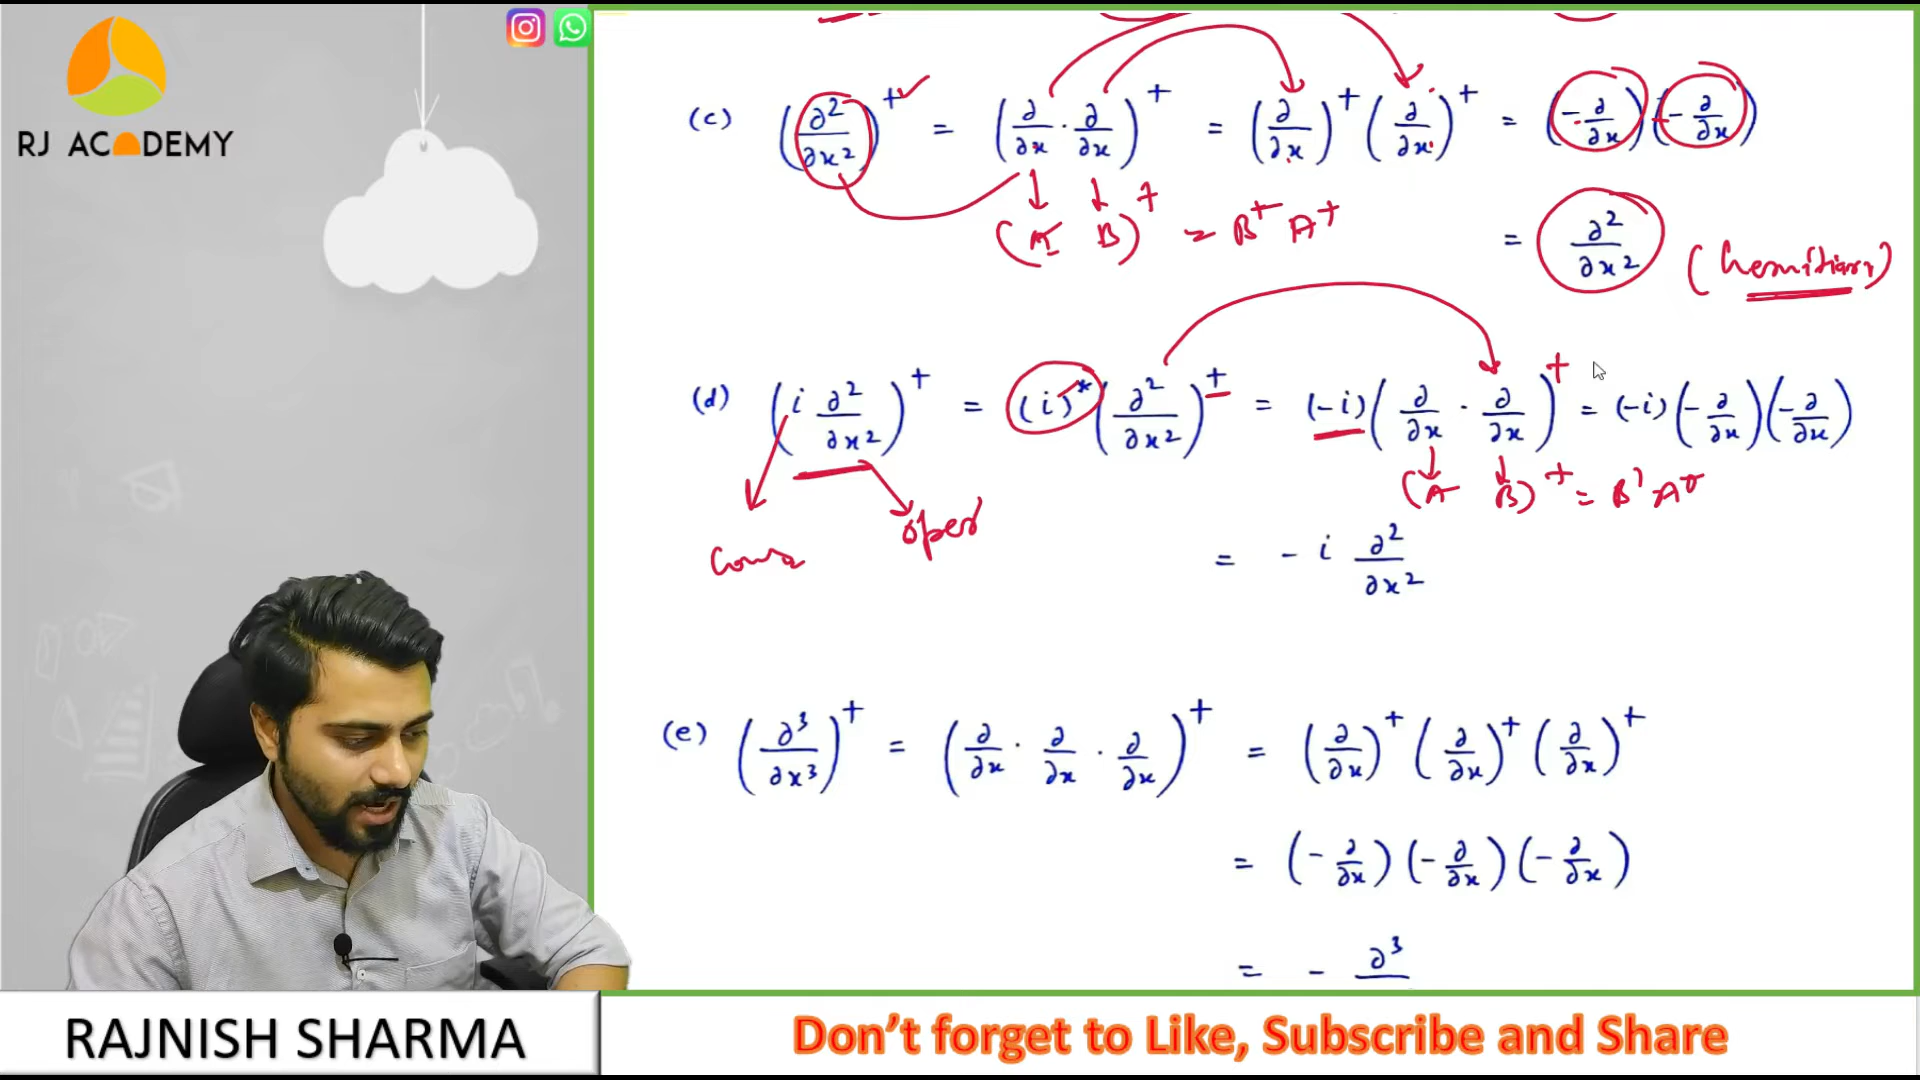 RJ ACADEMY
(c) (∂²/∂x²)⁺ = (∂/∂x · ∂/∂x)⁺ = (∂/∂x)⁺ (∂/∂x)⁺ = (-∂/∂x)(-∂/∂x)
(A B)⁺ = B⁺ A⁺
= ∂²/∂x² (hemitian)
(d) (i ∂²/∂x²)⁺ = (i)* (∂²/∂x²)⁺ = (-i) (∂/∂x · ∂/∂x)⁺ = (-i) (-∂/∂x) (-∂/∂x)
(A B)⁺ = B⁺ A⁺
oper
= - i ∂²/∂x²
(e) (∂³/∂x³)⁺ = (∂/∂x · ∂/∂x · ∂/∂x)⁺ = (∂/∂x)⁺ (∂/∂x)⁺ (∂/∂x)⁺
= (-∂/∂x) (-∂/∂x) (-∂/∂x)
= - ∂³
RAJNISH SHARMA
Don't forget to Like, Subscribe and Share